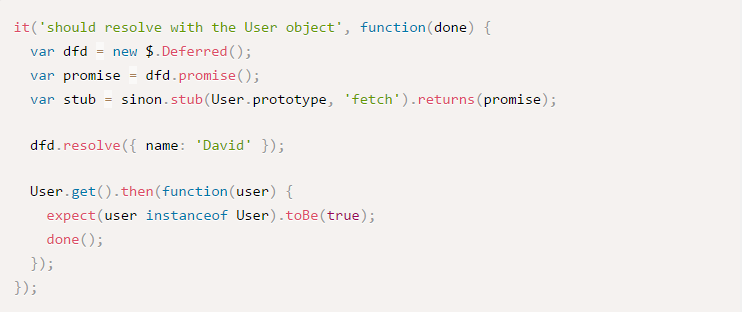 it('should resolve with the User object', function(done) {
  var dfd = new $.Deferred();
  var promise = dfd.promise();
  var stub = sinon.stub(User.prototype, 'fetch').returns(promise);

  dfd.resolve({ name: 'David' });

  User.get().then(function(user) {
    expect(user instanceof User).toBe(true);
    done();
  });
});